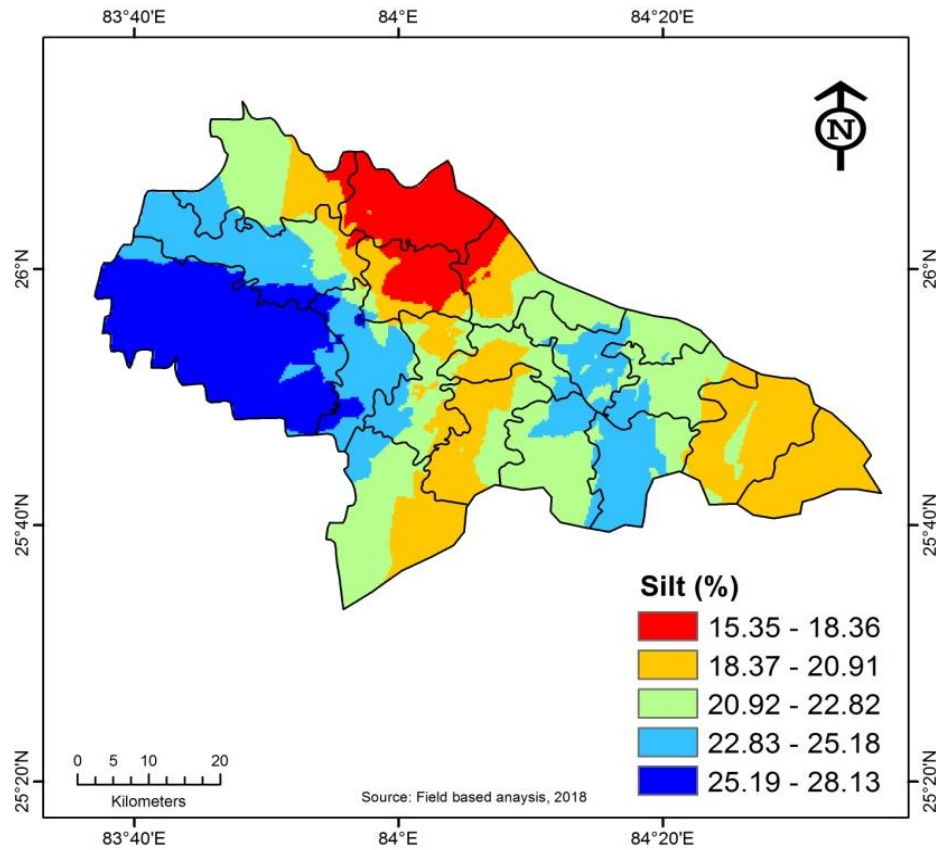 83°40'E 84°0'E 84°20'E
N
26°N 26°N
25°40'N 25°40'N
Silt (%)
15.35 - 18.36
18.37 - 20.91
20.92 - 22.82
22.83 - 25.18
25.19 - 28.13
25°20'N 25°20'N
0 5 10 20
Kilometers
Source: Field based anaysis, 2018
83°40'E 84°0'E 84°20'E